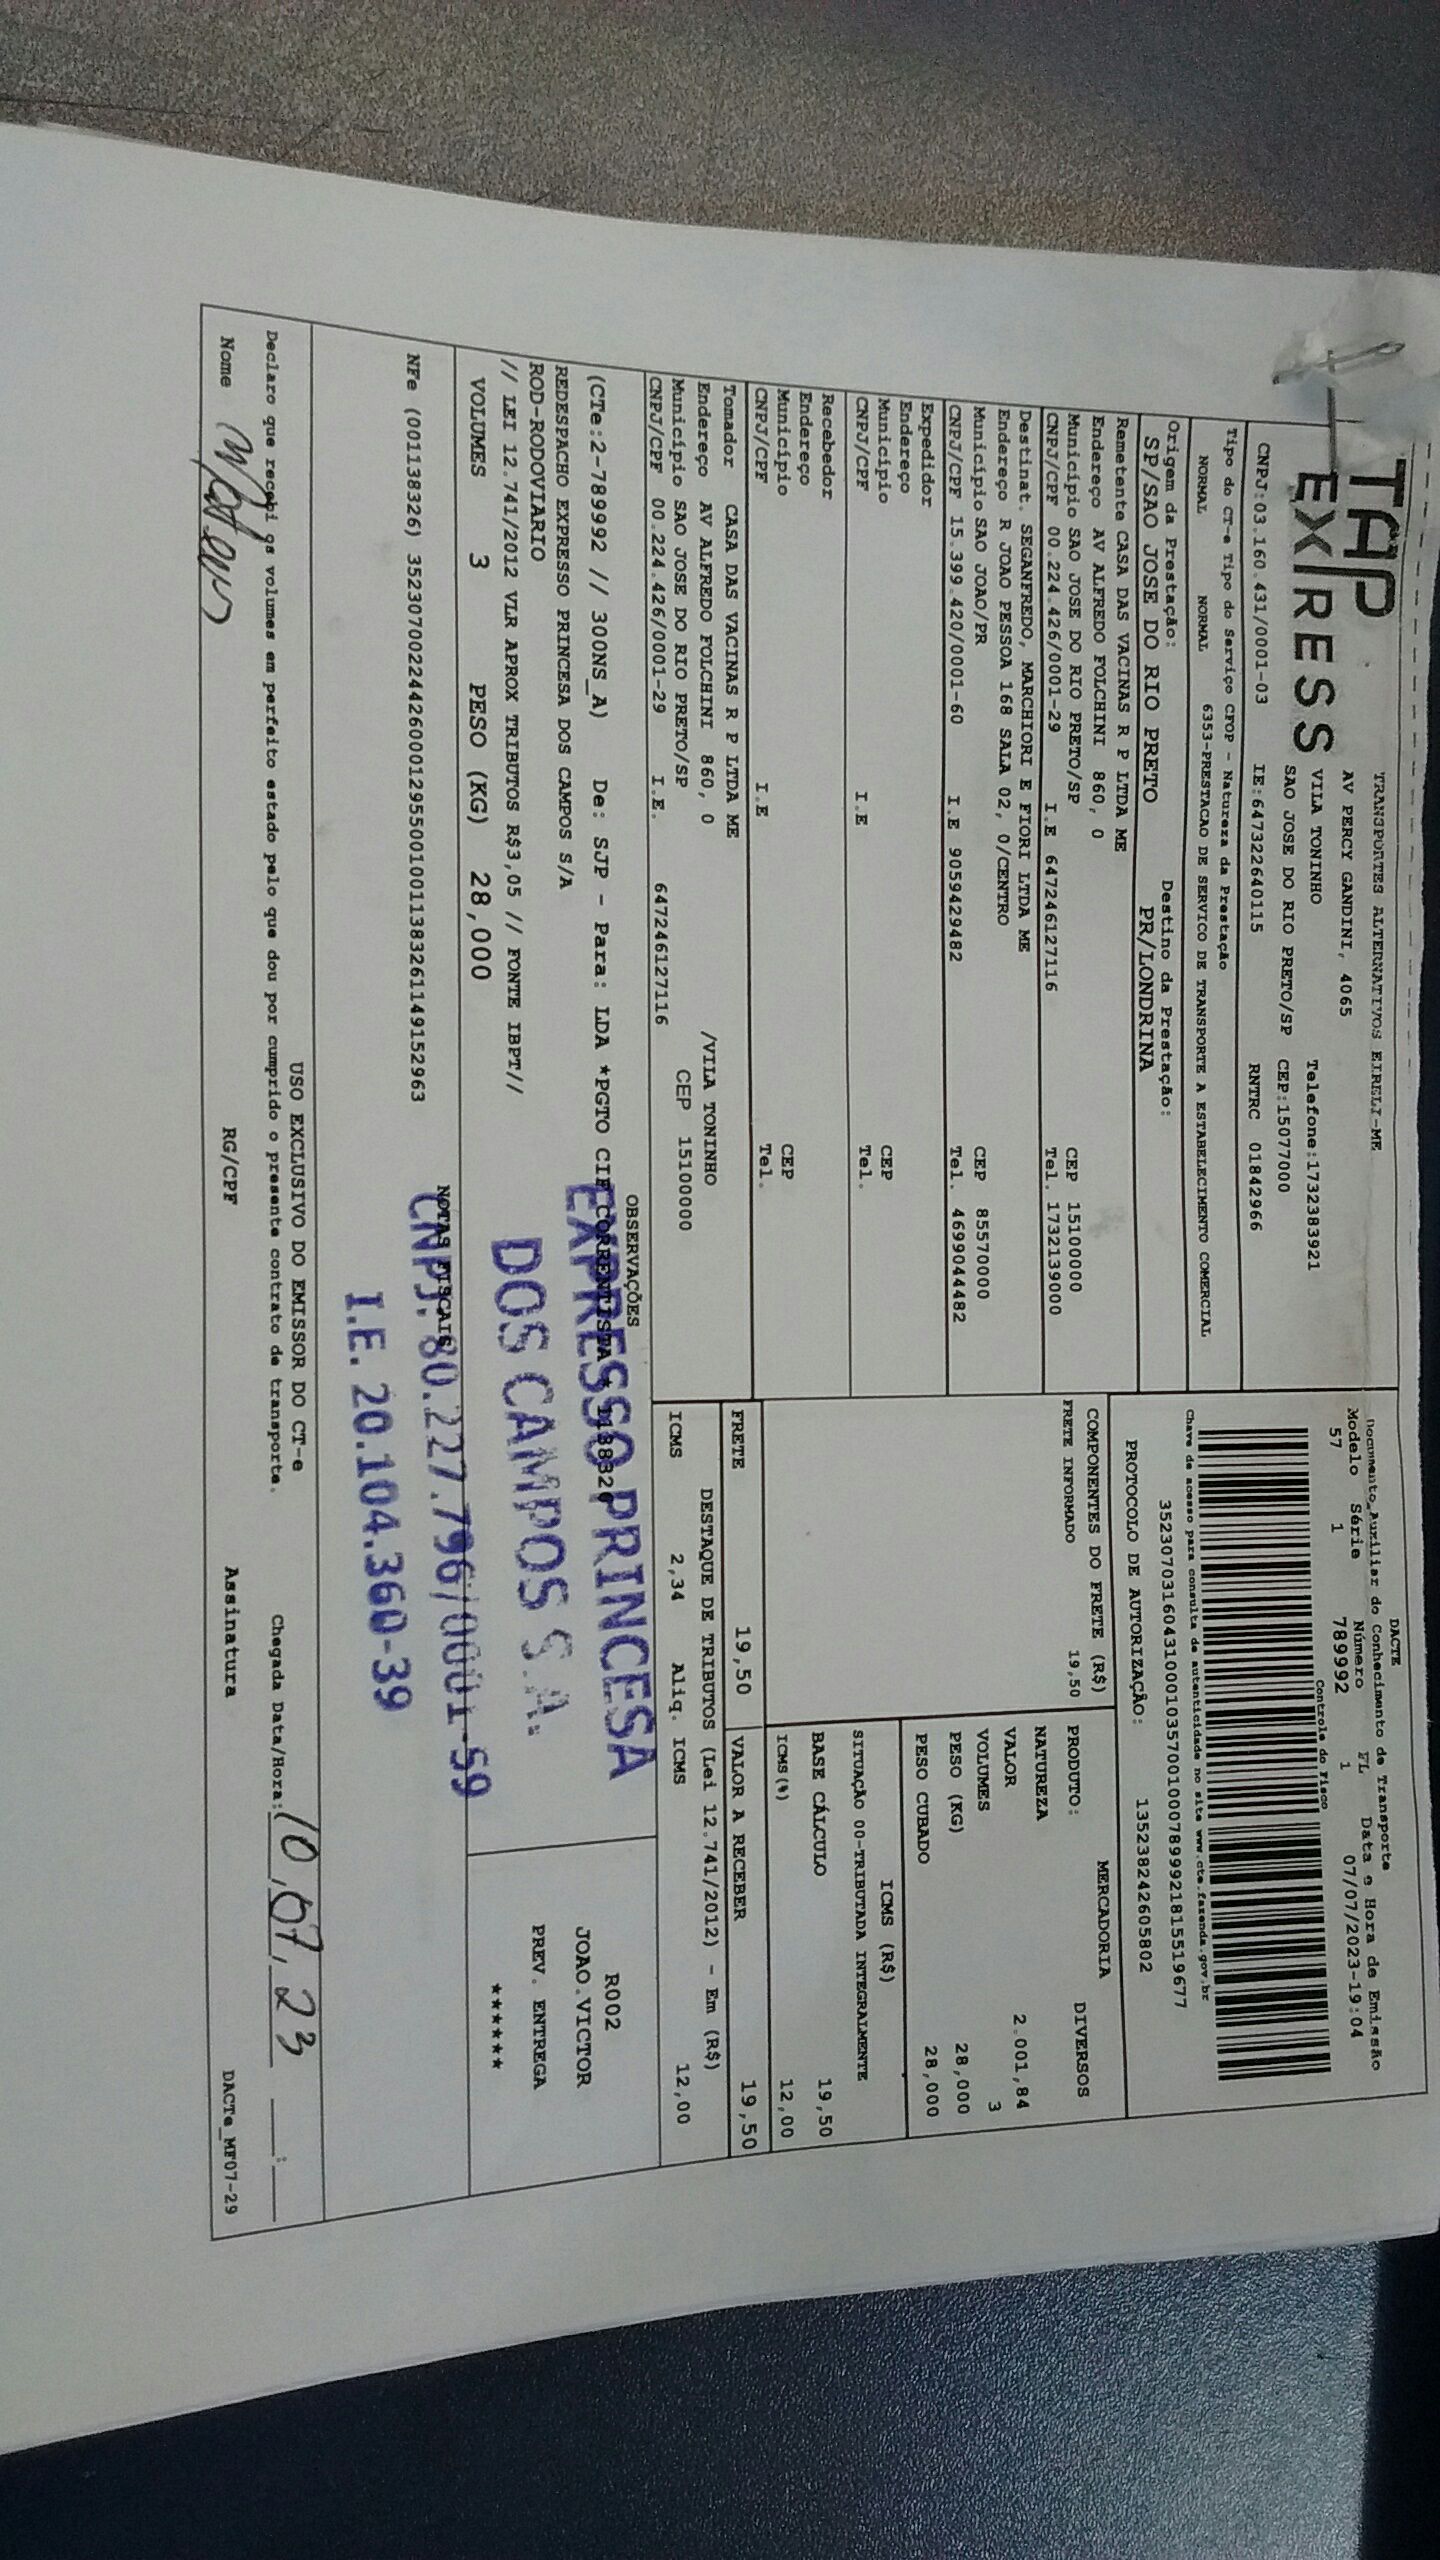 TAP
EXPRESS
TRANSPORTES ALTERNATIVOS EIRELI-ME
AV PERCY GANDINI, 4065
VILA TONINHO Telefone:1732383921
SAO JOSE DO RIO PRETO/SP CEP:15077000
CNPJ:03.160.431/0001-03 IE:647322640115 RNTRC 01842966
DACTE
Documento Auxiliar do Conhecimento de Transporte
Modelo Série Número FL Data e Hora de Emissão
57 1 789992 1 07/07/2023-19:04
Controle do Fisco
Chave de acesso para consulta de autenticidade no site www.cte.fazenda.gov.br
35230703160431000103570010007899921815519677
PROTOCOLO DE AUTORIZAÇÃO: 135238242605802
Tipo do CT-e Tipo do Serviço CFOP - Natureza da Prestação
NORMAL NORMAL 6353-PRESTACAO DE SERVICO DE TRANSPORTE A ESTABELECIMENTO COMERCIAL
Origem da Prestação: Destino da Prestação:
SP/SAO JOSE DO RIO PRETO PR/LONDRINA
Remetente CASA DAS VACINAS R P LTDA ME
Endereço AV ALFREDO FOLCHINI 860, 0
Município SAO JOSE DO RIO PRETO/SP CEP 15100000
CNPJ/CPF 00.224.426/0001-29 I.E 647246127116 Tel. 1732139000
Destinat. SEGANFREDO, MARCHIORI E FIORI LTDA ME
Endereço R JOAO PESSOA 168 SALA 02, 0/CENTRO
Município SAO JOAO/PR CEP 85570000
CNPJ/CPF 15.399.420/0001-60 I.E 9059429482 Tel. 46990444482
Expedidor
Endereço
Município CEP
CNPJ/CPF I.E Tel.
Recebedor
Endereço
Município CEP
CNPJ/CPF I.E Tel.
Tomador CASA DAS VACINAS R P LTDA ME
Endereço AV ALFREDO FOLCHINI 860, 0 /VILA TONINHO
Município SAO JOSE DO RIO PRETO/SP CEP 15100000
CNPJ/CPF 00.224.426/0001-29 I.E. 647246127116
COMPONENTES DO FRETE (R$)
FRETE INFORMADO 19,50
MERCADORIA
PRODUTO: DIVERSOS
NATUREZA
VALOR 2.001,84
VOLUMES 3
PESO (KG) 28,000
PESO CUBADO 28,000
ICMS (R$)
SITUAÇÃO 00-TRIBUTADA INTEGRALMENTE
BASE CÁLCULO 19,50
ICMS(%) 12,00
FRETE 19,50 VALOR A RECEBER 19,50
DESTAQUE DE TRIBUTOS (Lei 12.741/2012) - Em (R$)
ICMS 2,34 Aliq. ICMS 12,00
OBSERVAÇÕES
(CTe:2-789992 // 300NS_A) De: SJP - Para: LDA *PGTO CIF CORRENTISTA * 1138326
REDESPACHO EXPRESSO PRINCESA DOS CAMPOS S/A
ROD-RODOVIARIO
// LEI 12.741/2012 VLR APROX TRIBUTOS R$3,05 // FONTE IBPT//
R002
JOAO.VICTOR
PREV. ENTREGA
******
VOLUMES 3 PESO (KG) 28,000
NOTAS FISCAIS
NFe (001138326) 35230700224426000129550010011383261149152963
EXPRESSO PRINCESA
DOS CAMPOS S.A.
CNPJ: 80.227.796/0001-59
I.E. 20.104.360-39
USO EXCLUSIVO DO EMISSOR DO CT-e
Declaro que recebi os volumes em perfeito estado pelo que dou por cumprido o presente contrato de transporte. Chegada Data/Hora: 10,07,23 __:__
Nome RG/CPF Assinatura DACTe_MF07-29